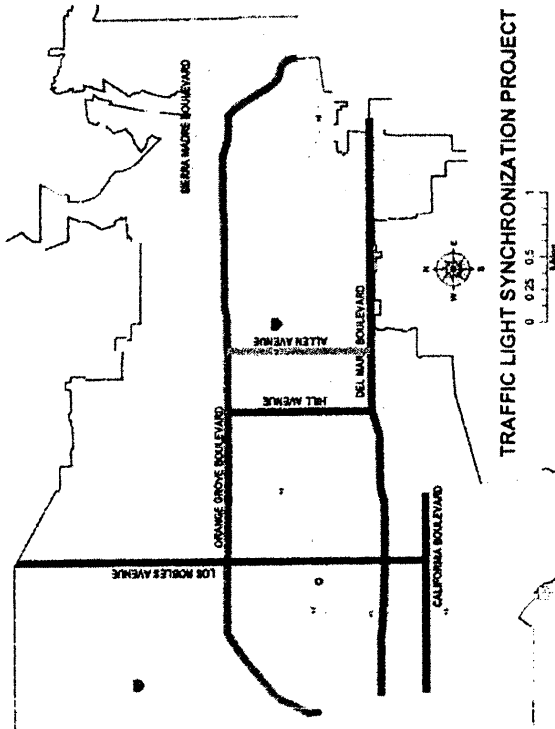 SIERRA MADRE BOULEVARD
ORANGE GROVE BOULEVARD
ALLEN AVENUE
HILL AVENUE
DEL MAR BOULEVARD
LOS ROBLES AVENUE
CALIFORNIA BOULEVARD
N
W E
S
0 0.25 0.5 1
Miles
TRAFFIC LIGHT SYNCHRONIZATION PROJECT